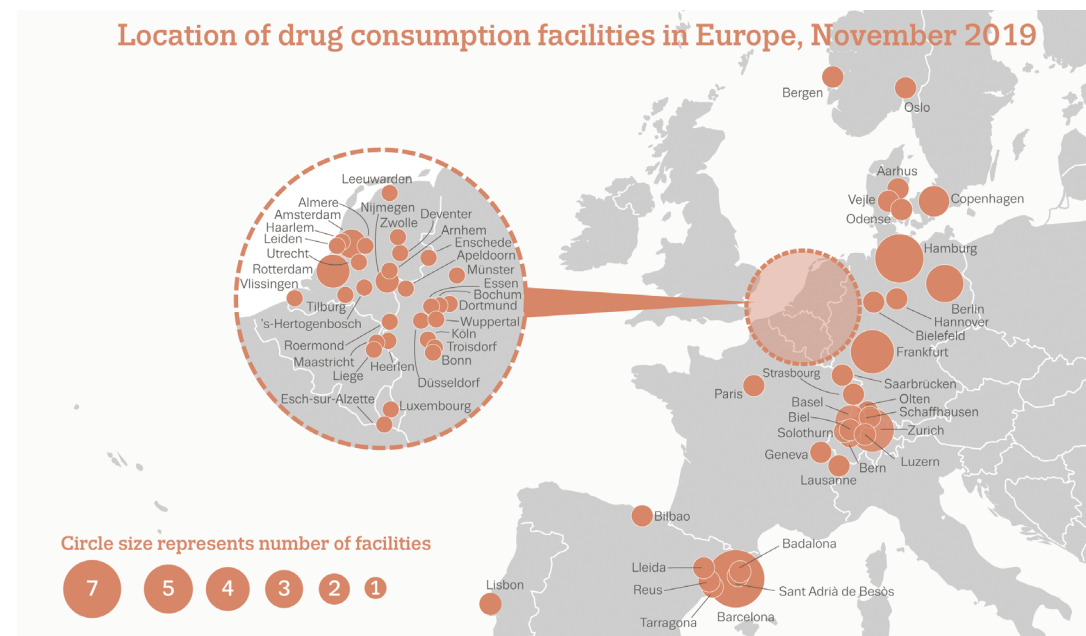 Location of drug consumption facilities in Europe, November 2019
Bergen
Oslo
Aarhus
Vejle
Copenhagen
Odense
Hamburg
Berlin
Hannover
Bielefeld
Frankfurt
Leeuwarden
Almere
Nijmegen
Amsterdam
Zwolle
Deventer
Haarlem
Arnhem
Leiden
Enschede
Utrecht
Apeldoorn
Rotterdam
Münster
Vlissingen
Essen
Bochum
Tilburg
Dortmund
's-Hertogenbosch
Wuppertal
Köln
Roermond
Troisdorf
Maastricht
Bonn
Heerlen
Liege
Düsseldorf
Esch-sur-Alzette
Luxembourg
Strasbourg
Saarbrücken
Paris
Olten
Basel
Schaffhausen
Biel
Zurich
Solothurn
Geneva
Luzern
Bern
Lausanne
Bilbao
Badalona
Lleida
Reus
Sant Adrià de Besòs
Tarragona
Barcelona
Lisbon
Circle size represents number of facilities
7 5 4 3 2 1